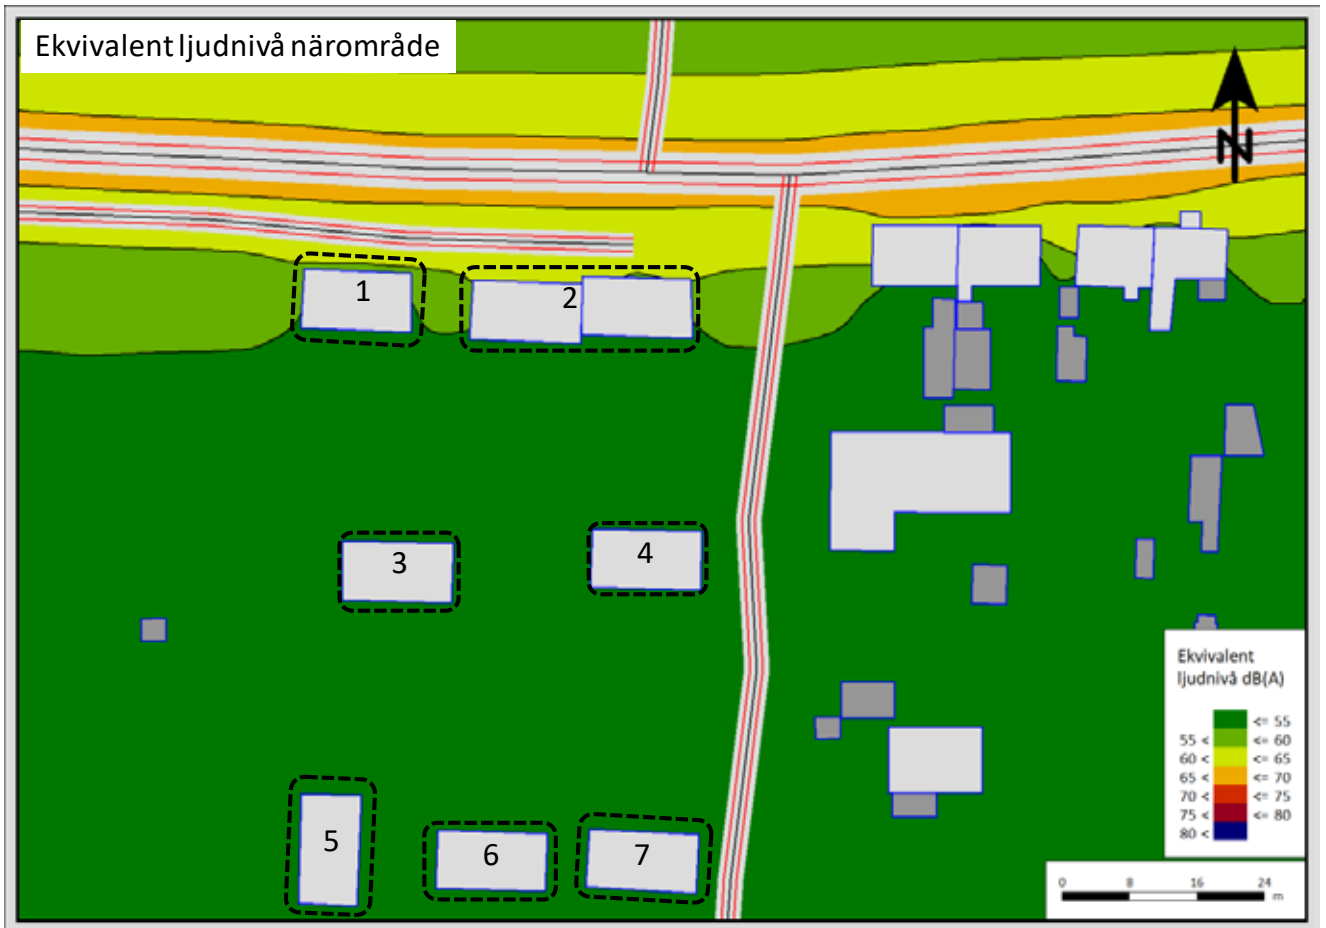 Ekvivalent ljudnivå närområde
N
1
2
3
4
5
6
7
Ekvivalent
ljudnivå dB(A)
<= 55
55 < <= 60
60 < <= 65
65 < <= 70
70 < <= 75
75 < <= 80
80 <
0 8 16 24
m